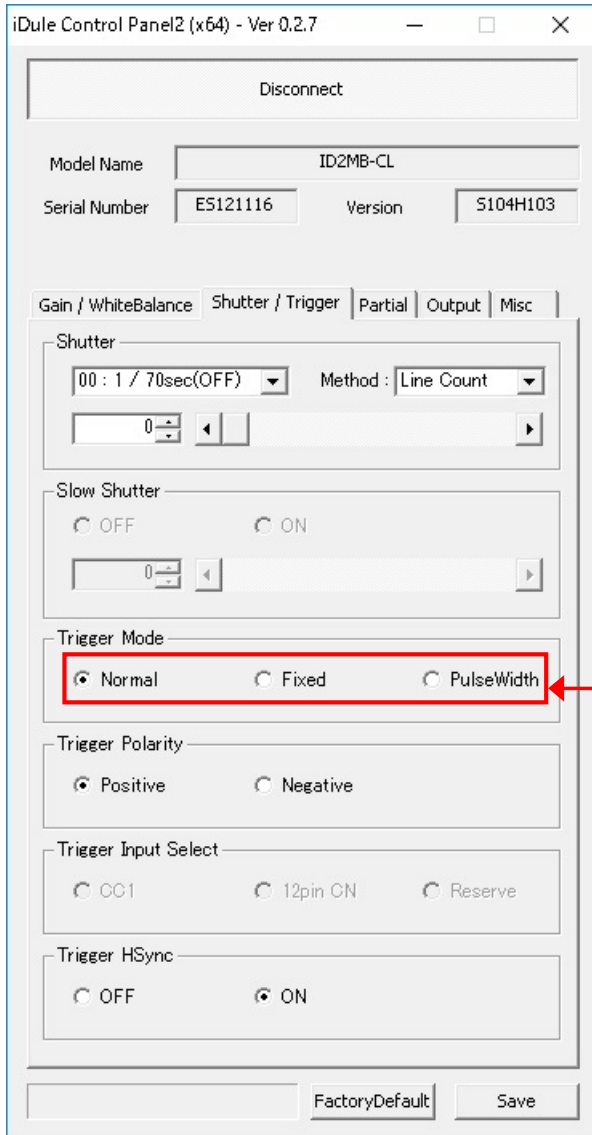 iDule Control Panel2 (x64) - Ver 0.2.7
Disconnect
Model Name ID2MB-CL
Serial Number ES121116 Version S104H103
Gain / WhiteBalance Shutter / Trigger Partial Output Misc
Shutter
00 : 1 / 70sec(OFF) Method : Line Count
0
Slow Shutter
OFF ON
0
Trigger Mode
Normal Fixed PulseWidth
Trigger Polarity
Positive Negative
Trigger Input Select
CC1 12pin CN Reserve
Trigger HSync
OFF ON
FactoryDefault Save